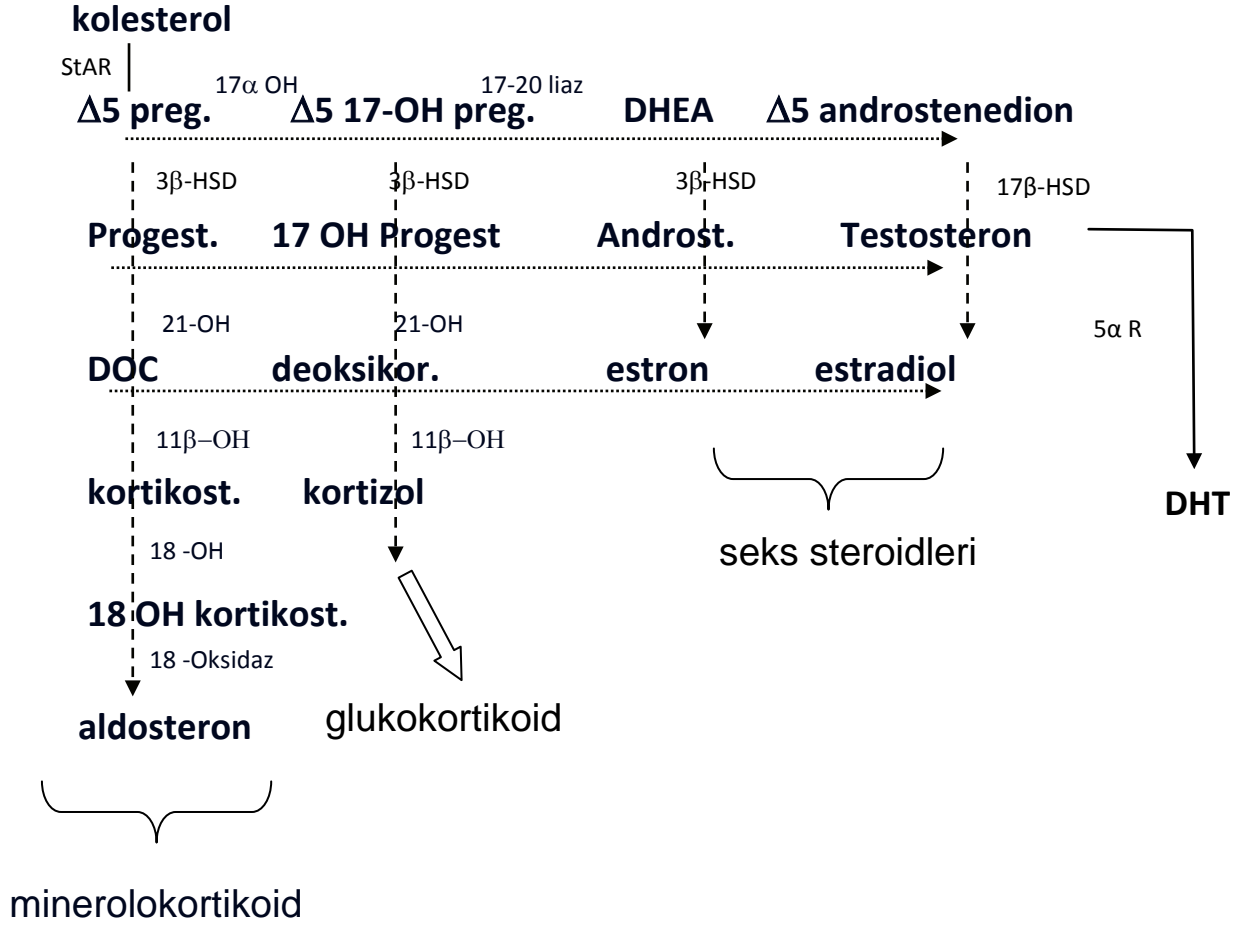 kolesterol
StAR
17α OH 17-20 liaz
Δ5 preg. Δ5 17-OH preg. DHEA Δ5 androstenedion
3β-HSD 3β-HSD 3β-HSD 17β-HSD
Progest. 17 OH Progest Androst. Testosteron
21-OH 21-OH 5α R
DOC deoksikor. estron estradiol
11β–OH 11β–OH
kortikost. kortizol DHT
18 -OH seks steroidleri
18 OH kortikost.
18 -Oksidaz
aldosteron glukokortikoid
minerolokortikoid